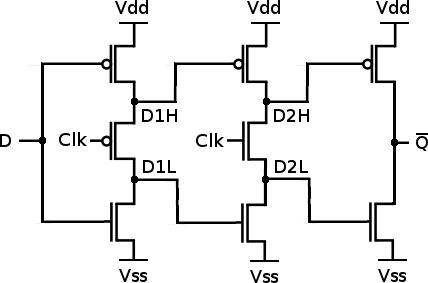 Vdd Vdd Vdd
D1H D2H
D Clk Clk Q̅
D1L D2L
Vss Vss Vss